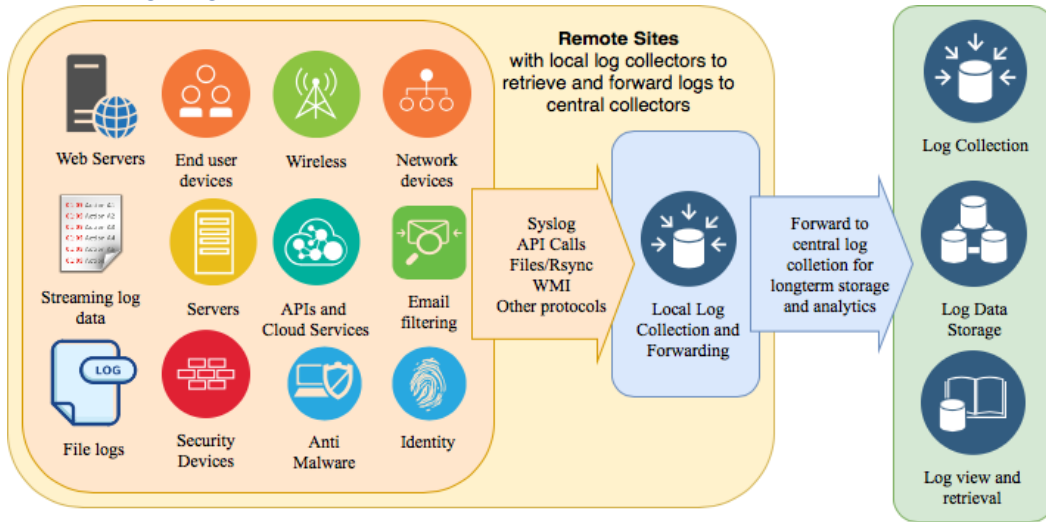 Remote Sites
with local log collectors to
retrieve and forward logs to
central collectors
Web Servers
End user
devices
Wireless
Network
devices
Streaming log
data
Servers
APIs and
Cloud Services
Email
filtering
LOG
File logs
Security
Devices
Anti
Malware
Identity
Syslog
API Calls
Files/Rsync
WMI
Other protocols
Local Log
Collection and
Forwarding
Forward to
central log
colletion for
longterm storage
and analytics
Log Collection
Log Data
Storage
Log view and
retrieval